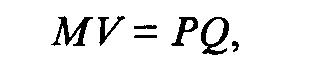 MV = PQ,